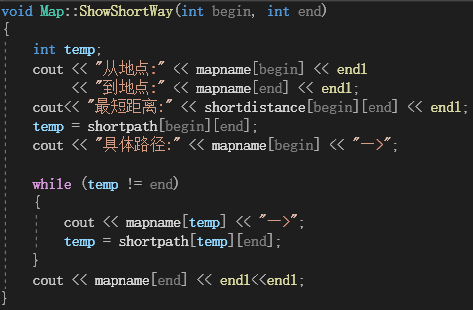 void Map::ShowShortWay(int begin, int end)
{
int temp;
cout << "从地点:" << mapname[begin] << endl
<< "到地点:" << mapname[end] << endl;
cout<< "最短距离:" << shortdistance[begin][end] << endl;
temp = shortpath[begin][end];
cout << "具体路径:" << mapname[begin] << "—>";
while (temp != end)
{
cout << mapname[temp] << "—>";
temp = shortpath[temp][end];
}
cout << mapname[end] << endl<<endl;
}